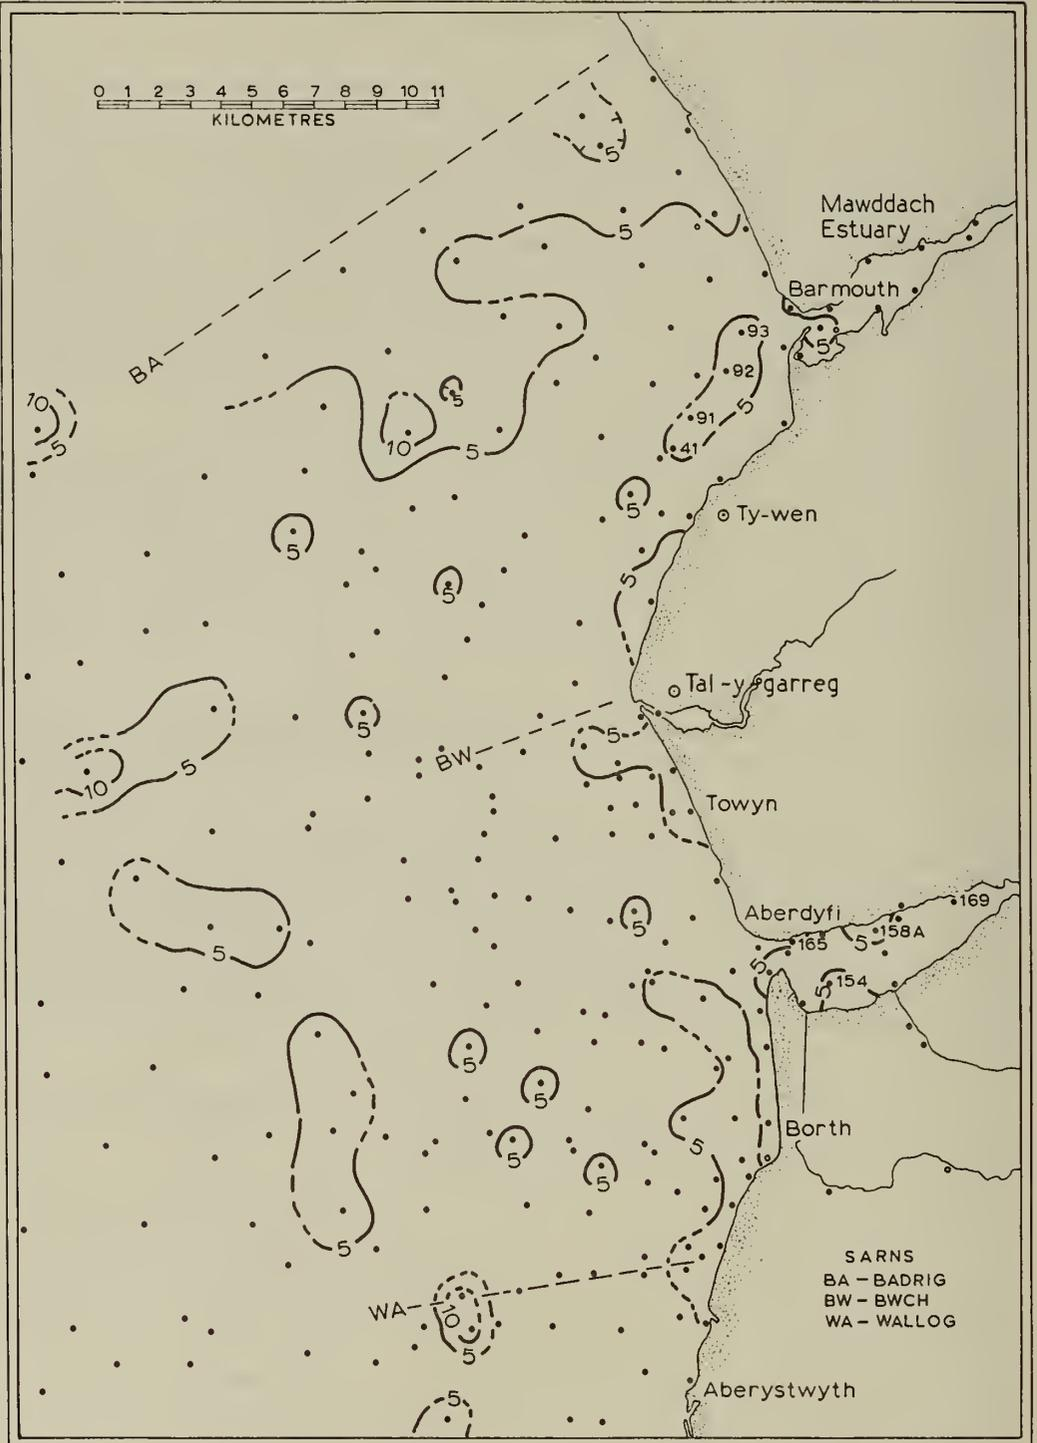 0 1 2 3 4 5 6 7 8 9 10 11
KILOMETRES
5
Mawddach
Estuary
5
Barmouth
93
5
BA
92
5
10
5
91
10
5
5
41
5
Ty-wen
5
5
5
Tal-y-garreg
5
5
BW
5
10
Towyn
169
Aberdyfi
5
158A
165
5
5
5
154
5
5
5
Borth
5
5
5
5
SARNS
BA – BADRIG
BW – BWCH
WA – WALLOG
WA
10
5
5
Aberystwyth